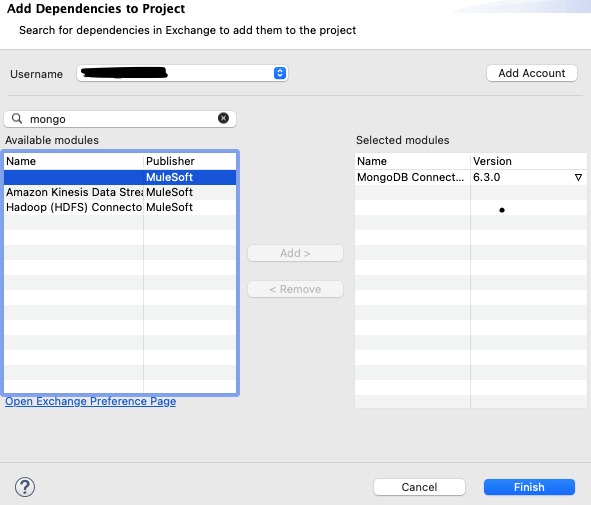 Add Dependencies to Project
Search for dependencies in Exchange to add them to the project
Username
Add Account
mongo
Available modules
Name Publisher
MuleSoft
Amazon Kinesis Data Strea MuleSoft
Hadoop (HDFS) Connecto MuleSoft
Add >
< Remove
Selected modules
Name Version
MongoDB Connect... 6.3.0
Open Exchange Preference Page
?
Cancel
Finish